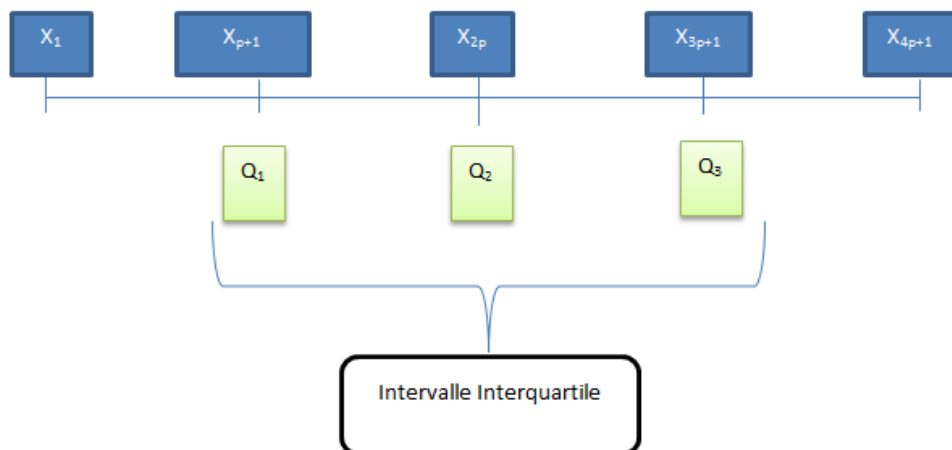 X₁ Xₚ₊₁ X₂ₚ X₃ₚ₊₁ X₄ₚ₊₁
Q₁ Q₂ Q₃
Intervalle Interquartile